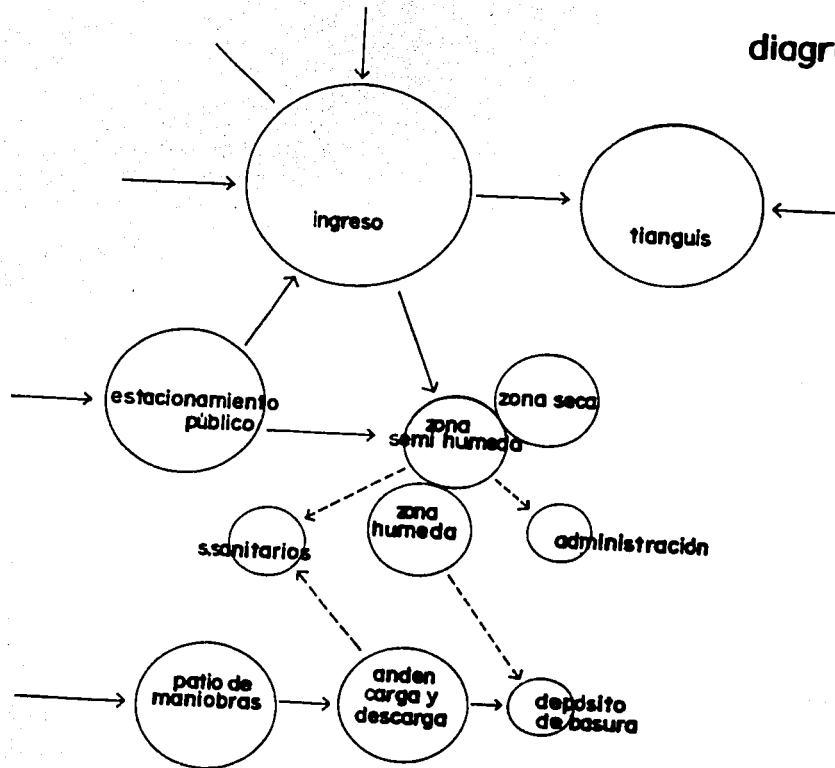 diagr
ingreso
tianguis
estacionamiento
público
zona seca
zona
semi humeda
zona
humeda
s.sanitarios
administración
patio de
maniobras
anden
carga y
descarga
depósito
de basura